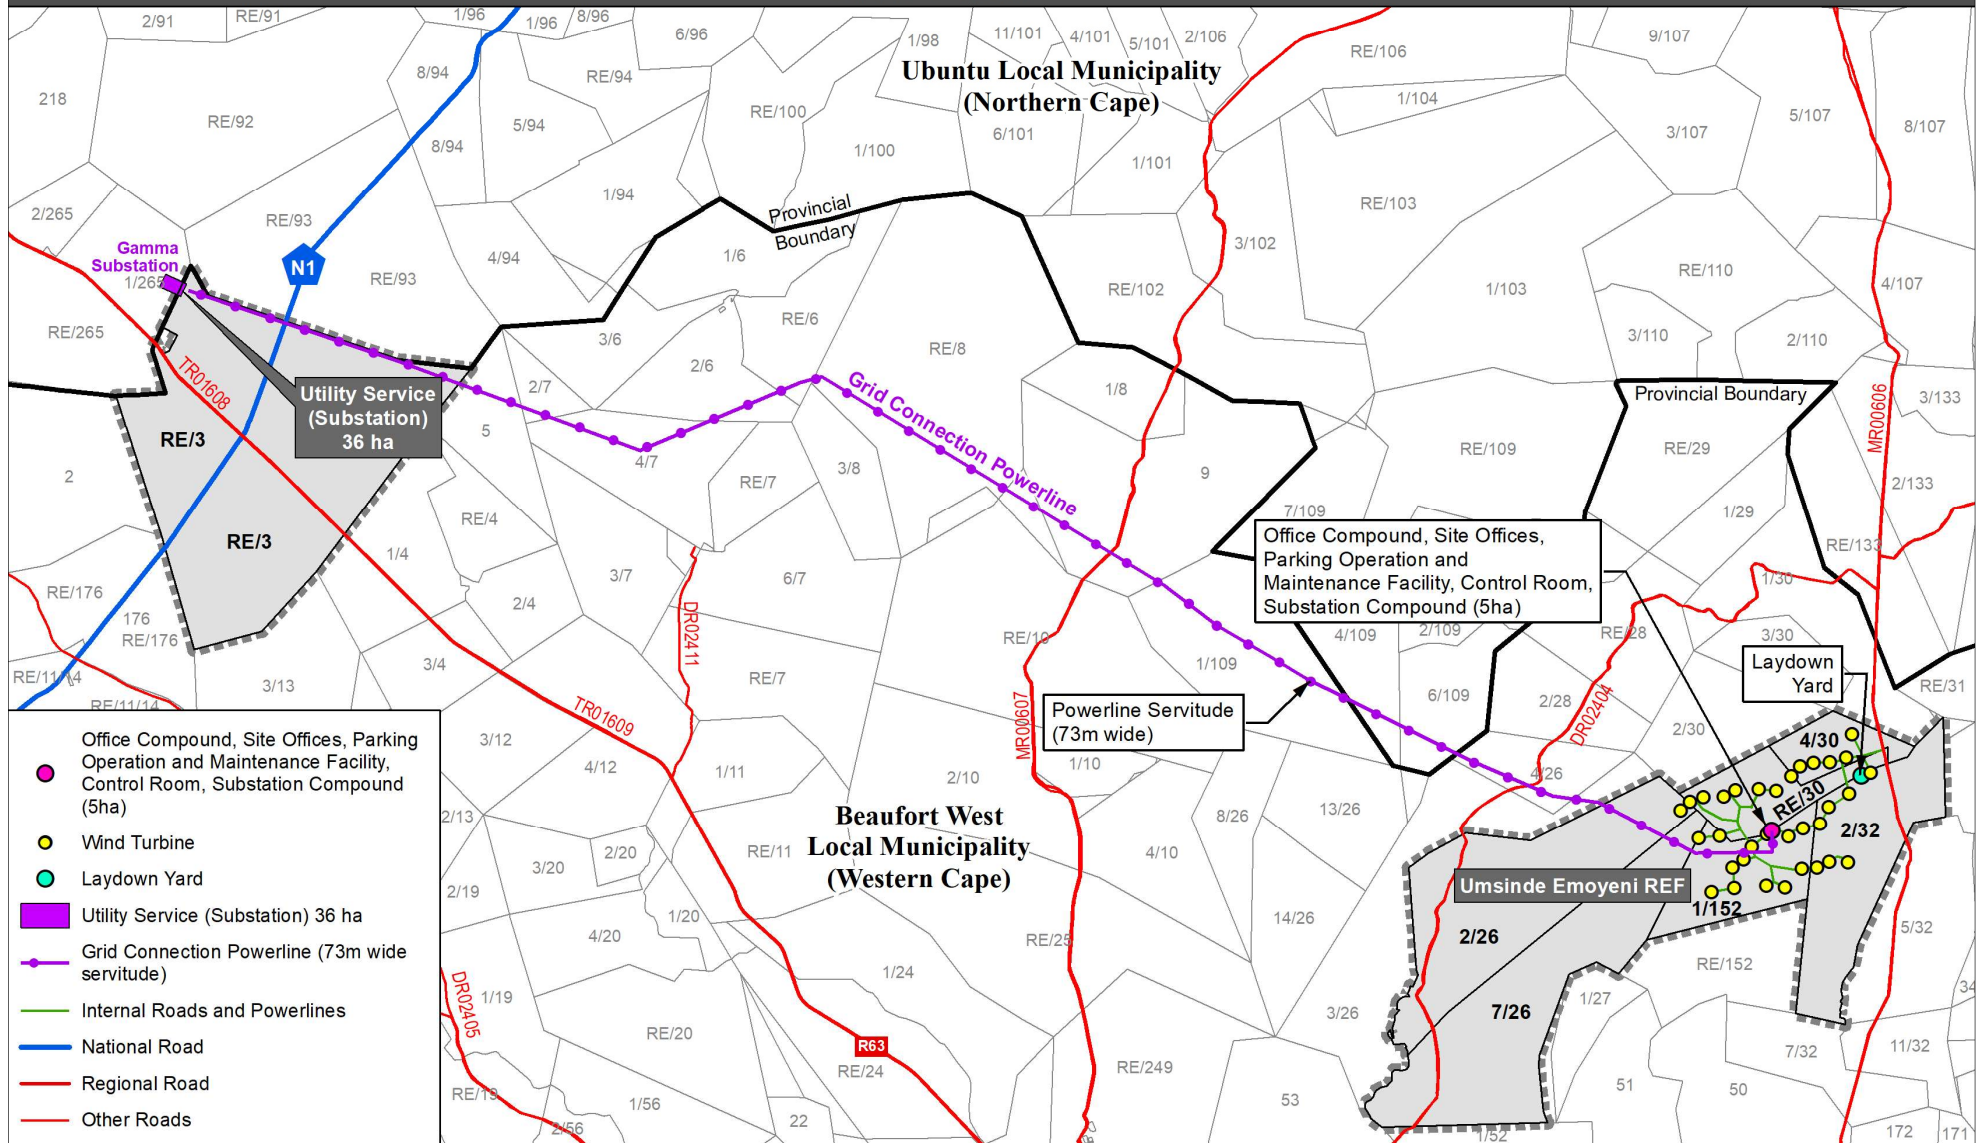 2/91
RE/91
1/96
1/96
8/96
6/96
1/98
11/101
4/101
5/101
2/106
RE/106
9/107
218
8/94
RE/94
RE/92
5/94
8/94
RE/100
1/100
6/101
1/101
Ubuntu Local Municipality
(Northern Cape)
1/104
3/107
5/107
8/107
2/265
RE/93
1/94
Provincial
Boundary
RE/103
3/102
Gamma
Substation
1/265
N1
RE/93
4/94
1/6
RE/102
1/103
RE/110
4/107
RE/265
3/6
RE/6
RE/8
3/110
2/110
TR01608
Utility Service
(Substation)
36 ha
2/7
2/6
1/8
Provincial Boundary
3/133
MR00606
RE/3
5
4/7
Grid Connection Powerline
2
3/8
RE/7
9
RE/109
RE/29
2/133
RE/4
7/109
1/29
RE/3
1/4
RE/133
Office Compound, Site Offices,
Parking Operation and
Maintenance Facility, Control Room,
Substation Compound (5ha)
RE/176
176
RE/176
3/7
6/7
1/30
2/4
DR02411
RE/10
4/109
2/109
RE/28
3/30
3/4
1/109
Laydown
Yard
RE/11/14
3/13
RE/7
6/109
2/28
RE/31
RE/11/14
TR01609
MR00607
Powerline Servitude
(73m wide)
DR02404
2/30
3/12
4/12
1/11
2/10
1/10
4/26
4/30
RE/30
2/32
2/13
Beaufort West
Local Municipality
(Western Cape)
8/26
13/26
2/20
3/20
RE/11
4/10
2/19
Umsinde Emoyeni REF
1/152
1/20
14/26
4/20
RE/25
2/26
5/32
1/24
RE/152
1/19
DR02405
3/26
7/26
1/27
34
RE/20
R63
RE/24
RE/249
7/32
11/32
RE/19
1/56
22
53
51
50
2/56
1/52
172
171
Office Compound, Site Offices, Parking
Operation and Maintenance Facility,
Control Room, Substation Compound
(5ha)
Wind Turbine
Laydown Yard
Utility Service (Substation) 36 ha
Grid Connection Powerline (73m wide
servitude)
Internal Roads and Powerlines
National Road
Regional Road
Other Roads